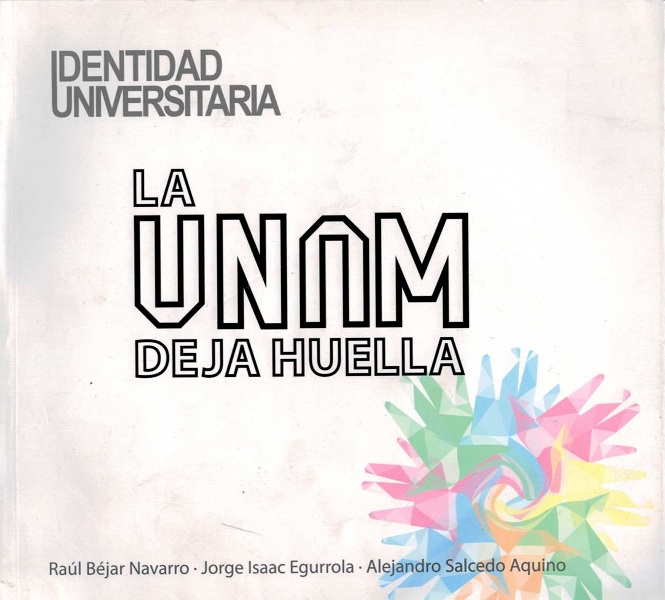 IDENTIDAD
UNIVERSITARIA
LA
UNAM
DEJA HUELLA
Raúl Béjar Navarro · Jorge Isaac Egurrola · Alejandro Salcedo Aquino